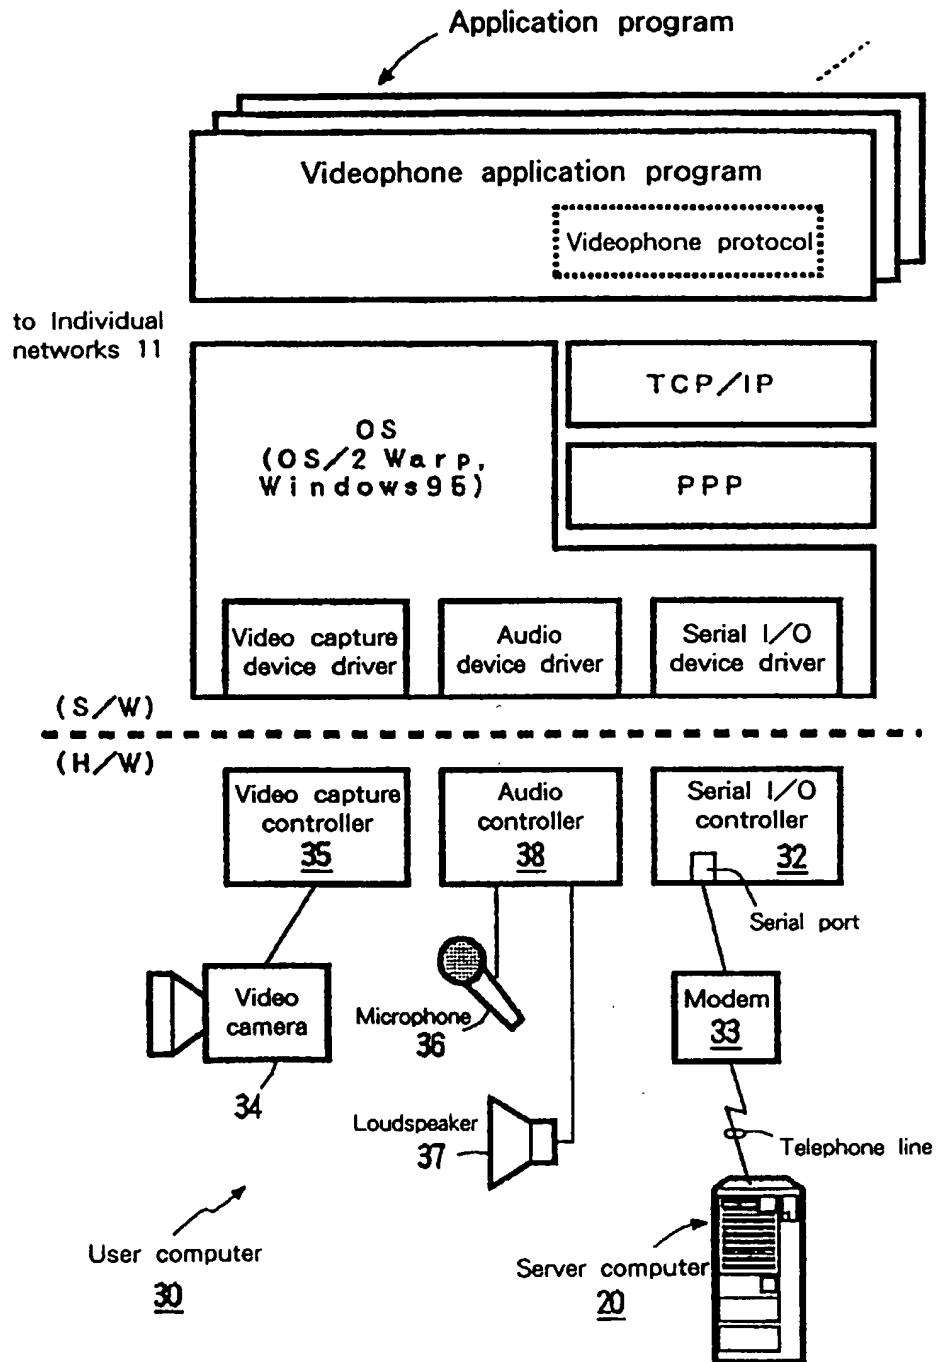 Application program
Videophone application program
Videophone protocol
to Individual
networks 11
TCP/IP
OS
(OS/2 Warp,
Windows95)
PPP
Video capture
device driver
Audio
device driver
Serial I/O
device driver
(S/W)
(H/W)
Video capture
controller
35
Audio
controller
38
Serial I/O
controller
32
Serial port
Video
camera
34
Microphone
36
Modem
33
Loudspeaker
37
Telephone line
User computer
30
Server computer
20